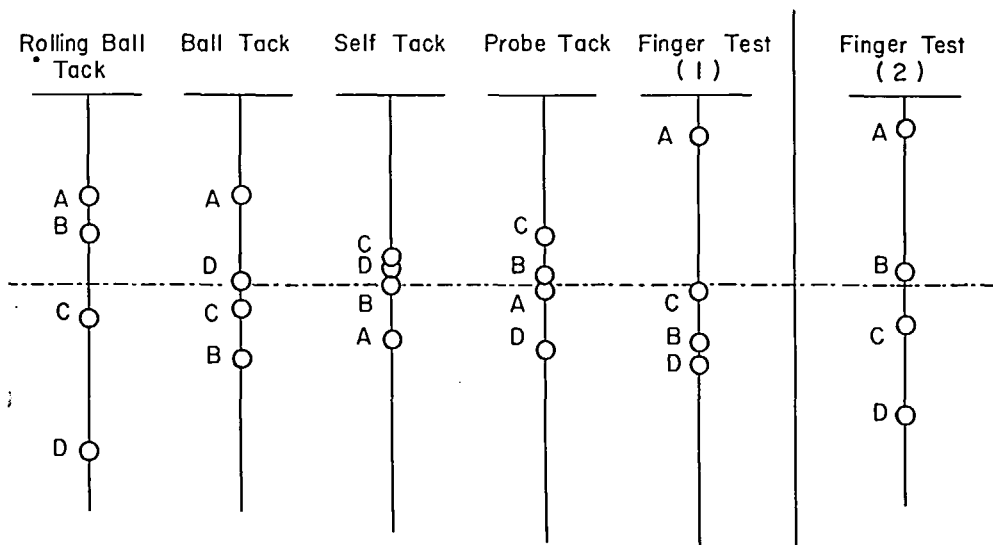 Rolling Ball Tack
Ball Tack
Self Tack
Probe Tack
Finger Test (1)
Finger Test (2)
A
B
C
D
A
D
C
B
C
D
B
A
C
B
A
D
A
C
B
D
A
B
C
D